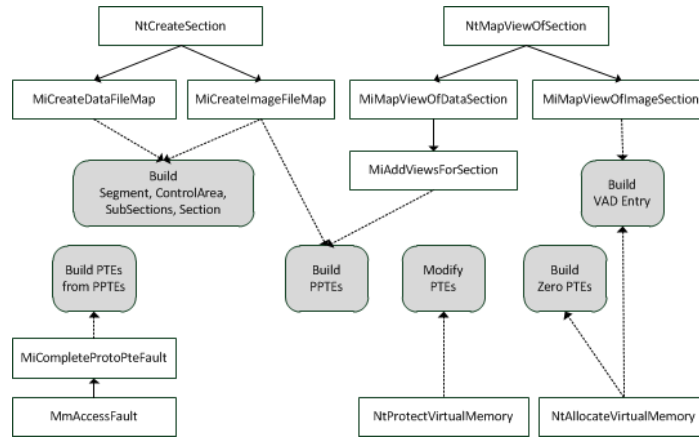 NtCreateSection
NtMapViewOfSection
MiCreateDataFileMap
MiCreateImageFileMap
MiMapViewOfDataSection
MiMapViewOfImageSection
Build
Segment, ControlArea,
SubSections, Section
MiAddViewsForSection
Build
VAD Entry
Build PTEs
from PPTEs
Build
PPTEs
Modify
PTEs
Build
Zero PTEs
MiCompleteProtoPteFault
MmAccessFault
NtProtectVirtualMemory
NtAllocateVirtualMemory